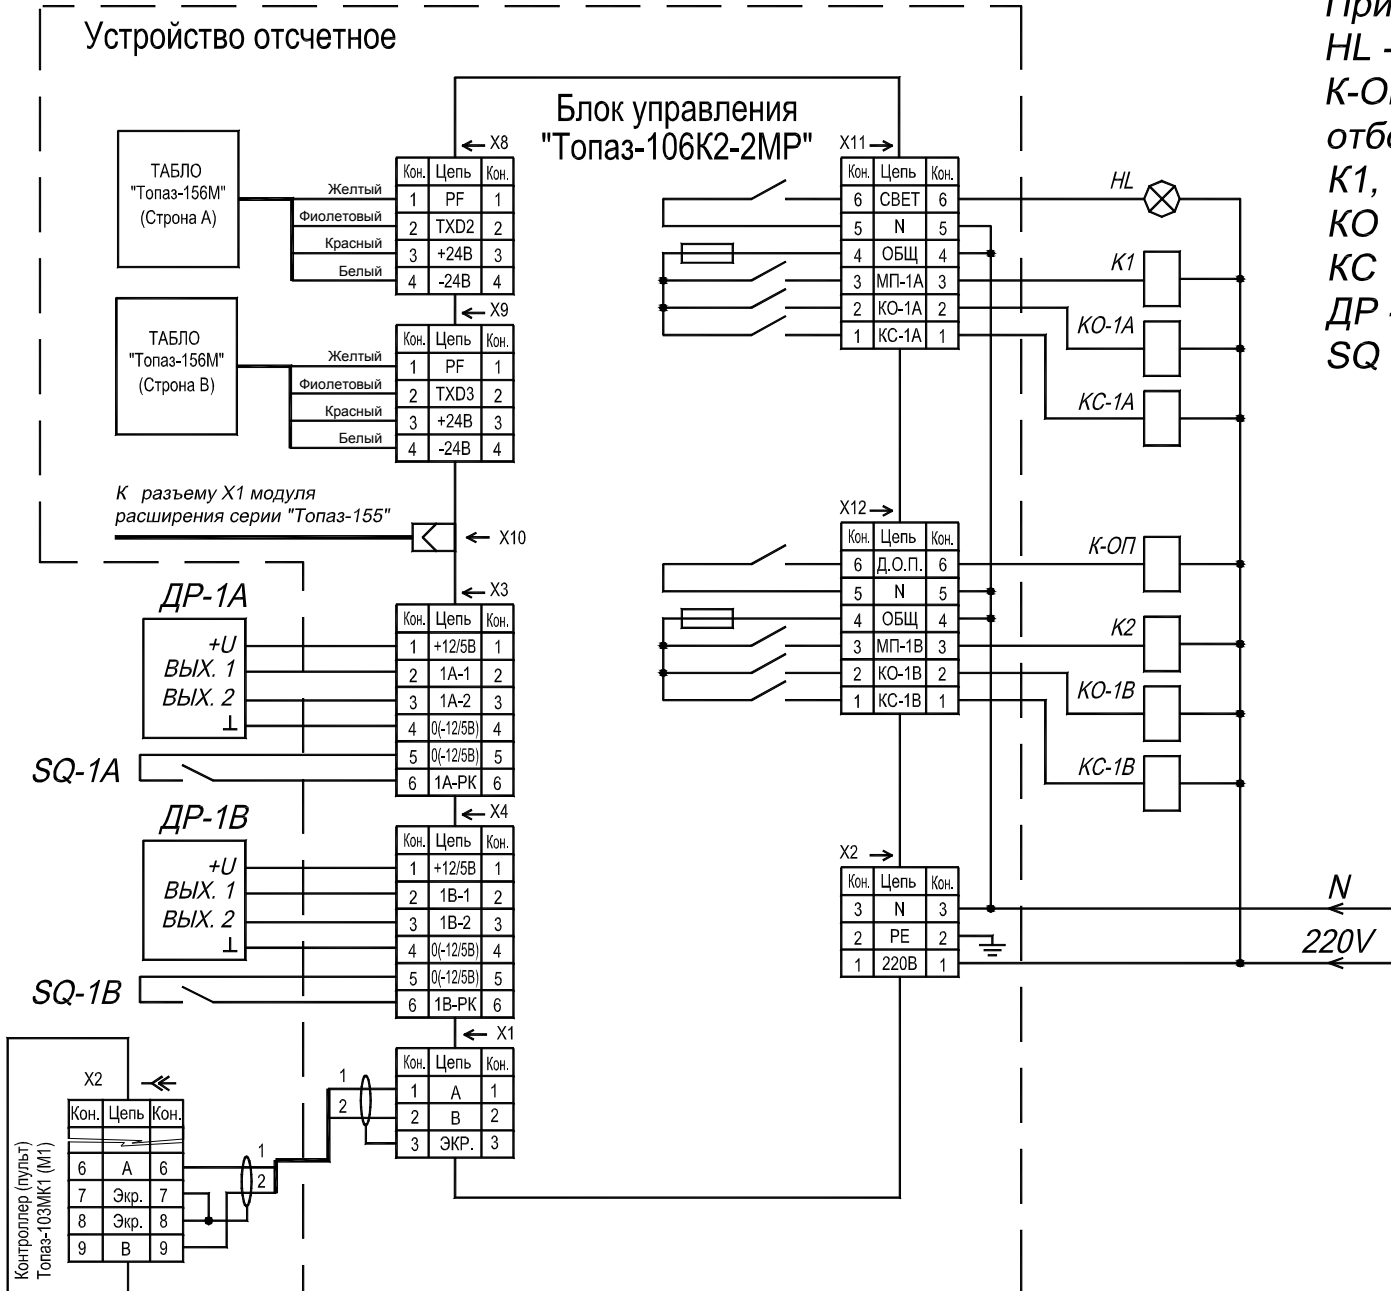 Устройство отсчетное
Блок управления
"Топаз-106К2-2МР"
ТАБЛО
"Топаз-156М"
(Строна А)
Желтый
Фиолетовый
Красный
Белый
X8
Кон. Цепь Кон.
1 PF 1
2 TXD2 2
3 +24В 3
4 -24В 4
ТАБЛО
"Топаз-156М"
(Строна В)
Желтый
Фиолетовый
Красный
Белый
X9
Кон. Цепь Кон.
1 PF 1
2 TXD3 2
3 +24В 3
4 -24В 4
К разъему Х1 модуля
расширения серии "Топаз-155"
X10
ДР-1А
+U
ВЫХ. 1
ВЫХ. 2
⊥
SQ-1A
X3
Кон. Цепь Кон.
1 +12/5В 1
2 1А-1 2
3 1А-2 3
4 0(-12/5В) 4
5 0(-12/5В) 5
6 1А-РК 6
ДР-1В
+U
ВЫХ. 1
ВЫХ. 2
⊥
SQ-1B
X4
Кон. Цепь Кон.
1 +12/5В 1
2 1В-1 2
3 1В-2 3
4 0(-12/5В) 4
5 0(-12/5В) 5
6 1В-РК 6
X1
Кон. Цепь Кон.
1 А 1
2 В 2
3 ЭКР. 3
1
2
1
2
Контроллер (пульт)
Топаз-103МК1 (М1)
X2
Кон. Цепь Кон.
6 А 6
7 Экр. 7
8 Экр. 8
9 В 9
X11
Кон. Цепь Кон.
6 СВЕТ 6
5 N 5
4 ОБЩ 4
3 МП-1А 3
2 КО-1А 2
1 КС-1А 1
HL
К1
КО-1А
КС-1А
X12
Кон. Цепь Кон.
6 Д.О.П. 6
5 N 5
4 ОБЩ 4
3 МП-1В 3
2 КО-1В 2
1 КС-1В 1
К-ОП
К2
КО-1В
КС-1В
X2
Кон. Цепь Кон.
3 N 3
2 PE 2
1 220В 1
N
220V
При
HL -
отбо
К1,
КО
КС
ДР -
SQ